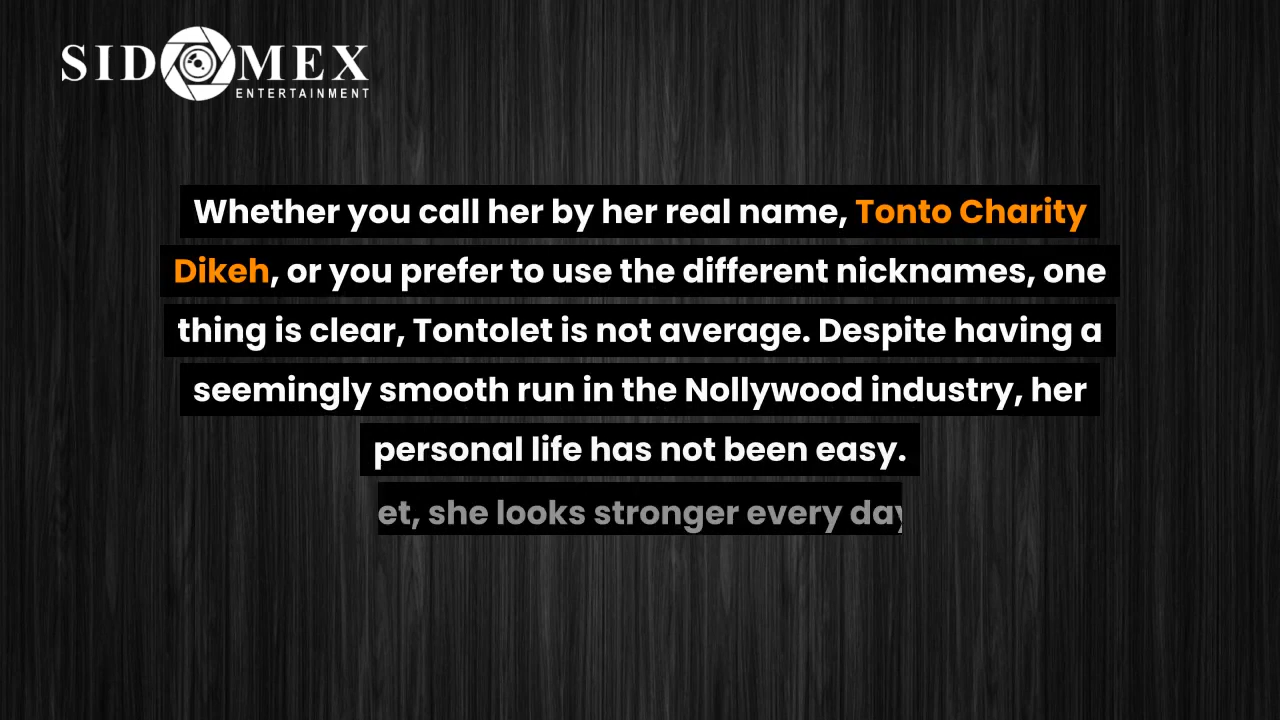 SIDOMEX
ENTERTAINMENT
Whether you call her by her real name, Tonto Charity
Dikeh, or you prefer to use the different nicknames, one
thing is clear, Tontolet is not average. Despite having a
seemingly smooth run in the Nollywood industry, her
personal life has not been easy.
et, she looks stronger every day